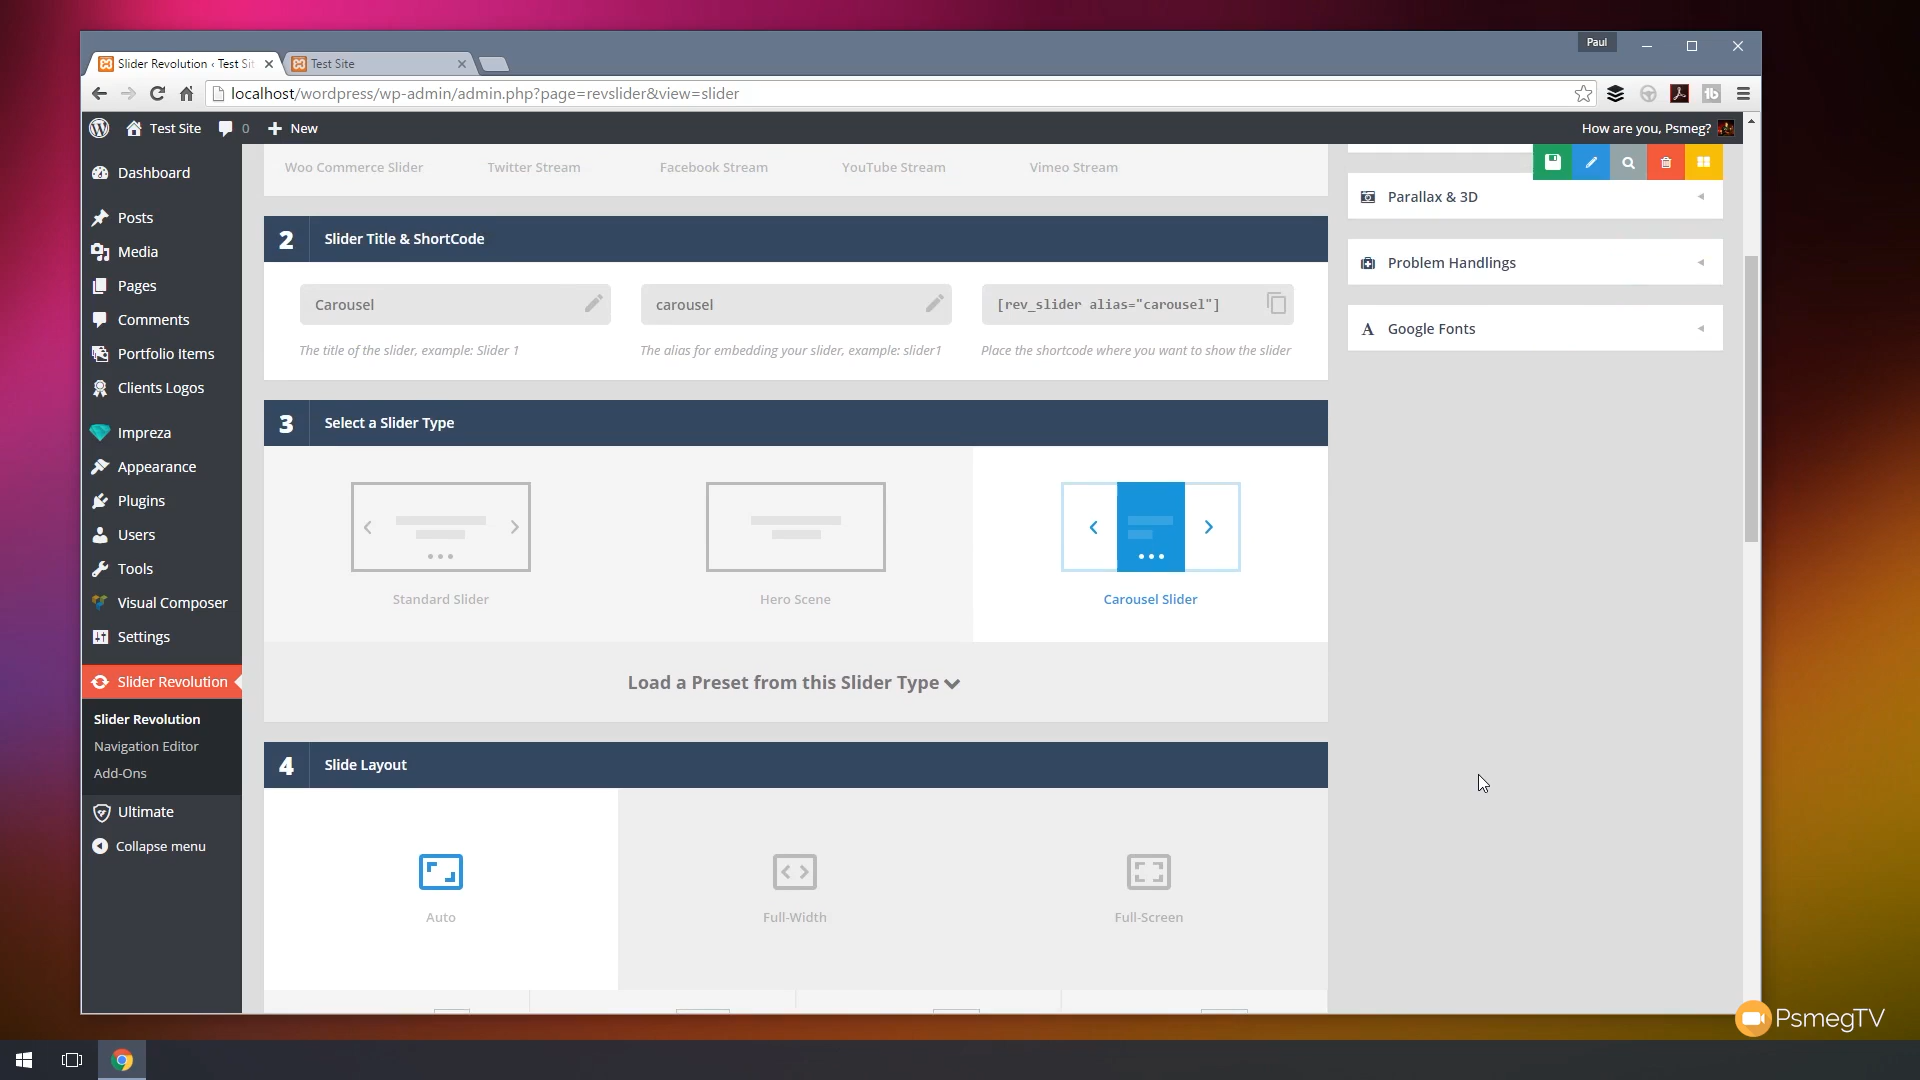 Paul
Slider Revolution ‹ Test Sit
Test Site
localhost/wordpress/wp-admin/admin.php?page=revslider&view=slider
Test Site
0
New
How are you, Psmeg?
Dashboard
Posts
Media
Pages
Comments
Portfolio Items
Clients Logos
Impreza
Appearance
Plugins
Users
Tools
Visual Composer
Settings
Slider Revolution
Slider Revolution
Navigation Editor
Add-Ons
Ultimate
Collapse menu
Woo Commerce Slider
Twitter Stream
Facebook Stream
YouTube Stream
Vimeo Stream
2 Slider Title & ShortCode
Carousel
carousel
[rev_slider alias="carousel"]
The title of the slider, example: Slider 1
The alias for embedding your slider, example: slider1
Place the shortcode where you want to show the slider
3 Select a Slider Type
Standard Slider
Hero Scene
Carousel Slider
Load a Preset from this Slider Type
4 Slide Layout
Auto
Full-Width
Full-Screen
Parallax & 3D
Problem Handlings
A Google Fonts
PsmegTV